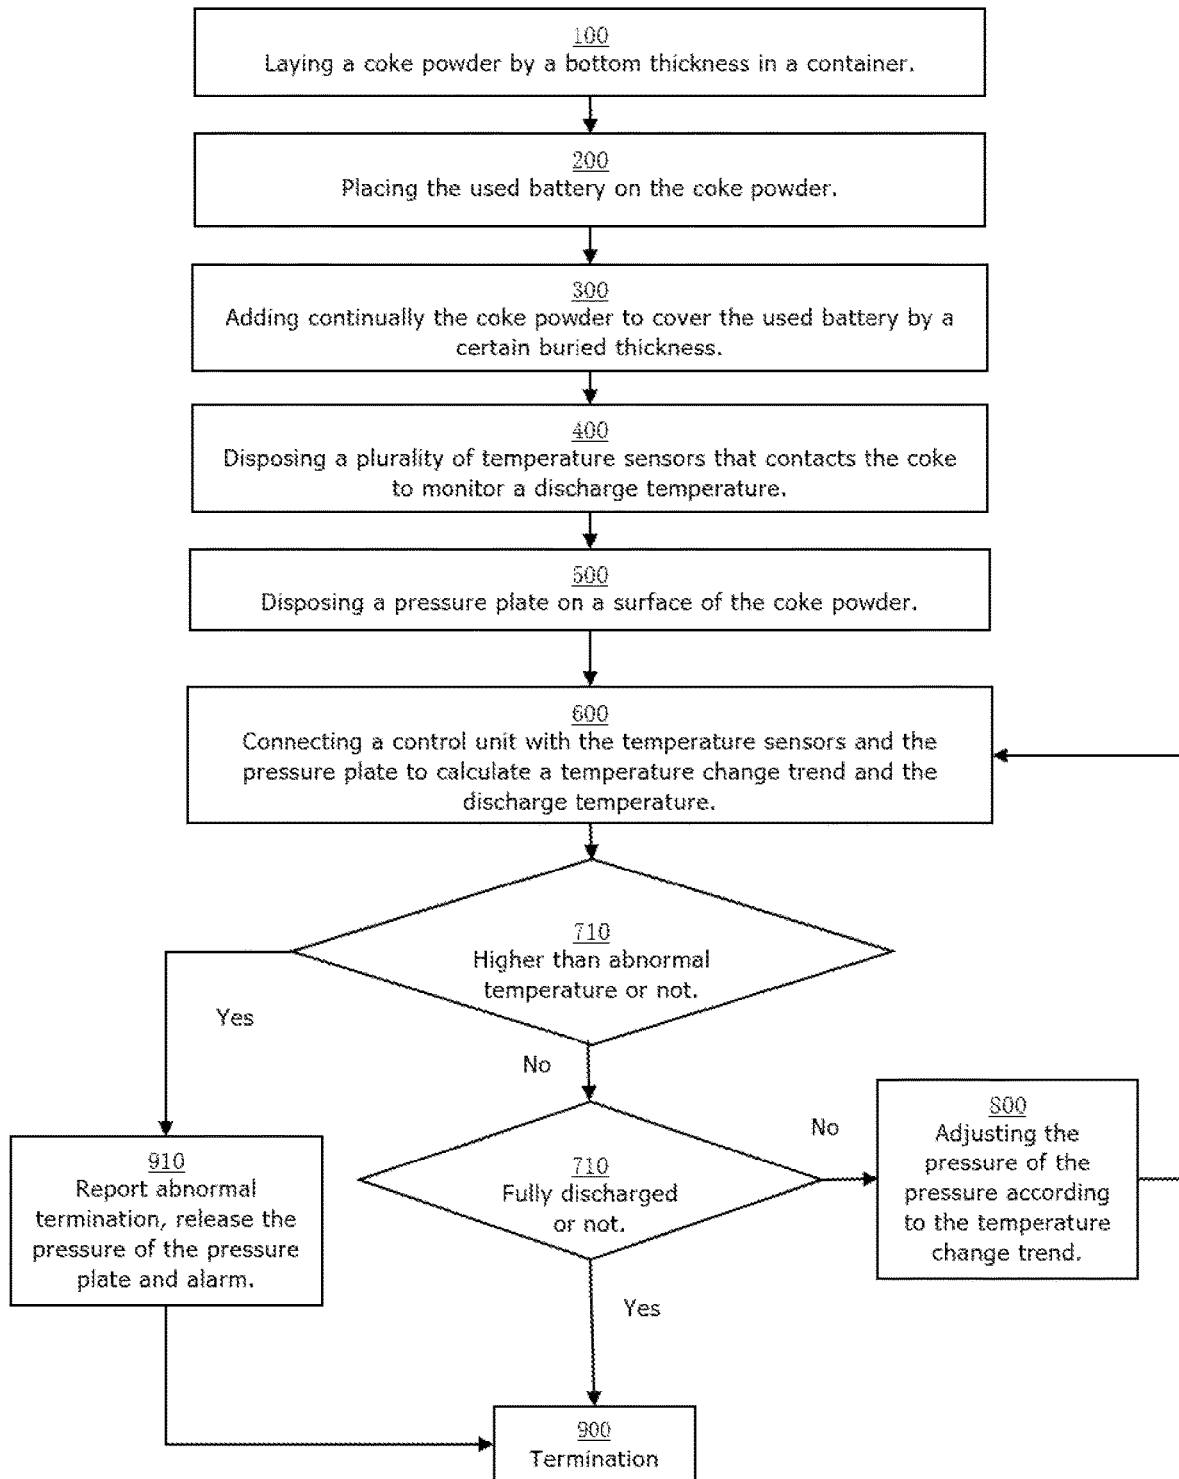 100
Laying a coke powder by a bottom thickness in a container.
200
Placing the used battery on the coke powder.
300
Adding continually the coke powder to cover the used battery by a
certain buried thickness.
400
Disposing a plurality of temperature sensors that contacts the coke
to monitor a discharge temperature.
500
Disposing a pressure plate on a surface of the coke powder.
600
Connecting a control unit with the temperature sensors and the
pressure plate to calculate a temperature change trend and the
discharge temperature.
710
Higher than abnormal
temperature or not.
Yes
No
710
Fully discharged
or not.
No
800
Adjusting the
pressure of the
pressure according
to the temperature
change trend.
910
Report abnormal
termination, release the
pressure of the pressure
plate and alarm.
Yes
900
Termination